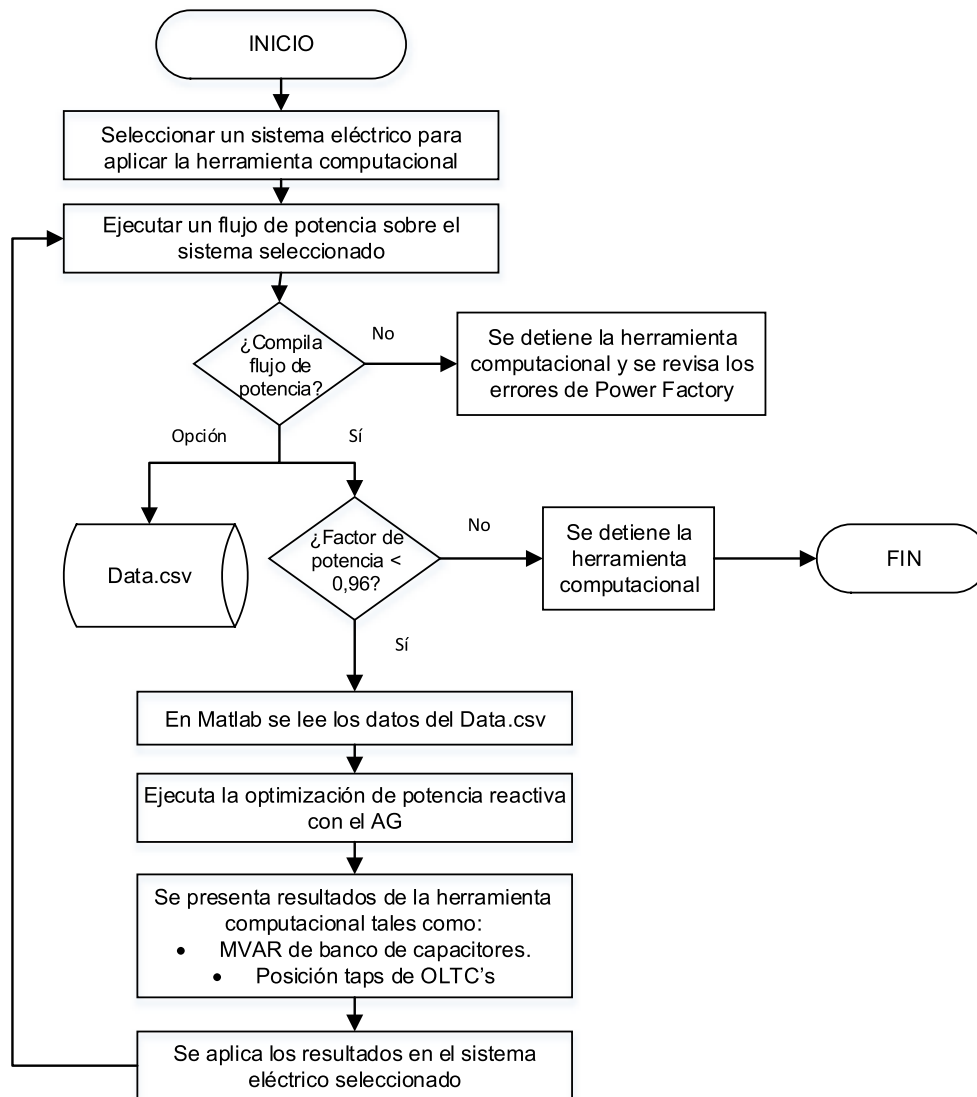 INICIO
Seleccionar un sistema eléctrico para
aplicar la herramienta computacional
Ejecutar un flujo de potencia sobre el
sistema seleccionado
¿Compila
flujo de
potencia?
No
Se detiene la herramienta
computacional y se revisa los
errores de Power Factory
Opción
Sí
Data.csv
¿Factor de
potencia <
0,96?
No
Se detiene la
herramienta
computacional
FIN
Sí
En Matlab se lee los datos del Data.csv
Ejecuta la optimización de potencia reactiva
con el AG
Se presenta resultados de la herramienta
computacional tales como:
• MVAR de banco de capacitores.
• Posición taps de OLTC's
Se aplica los resultados en el sistema
eléctrico seleccionado